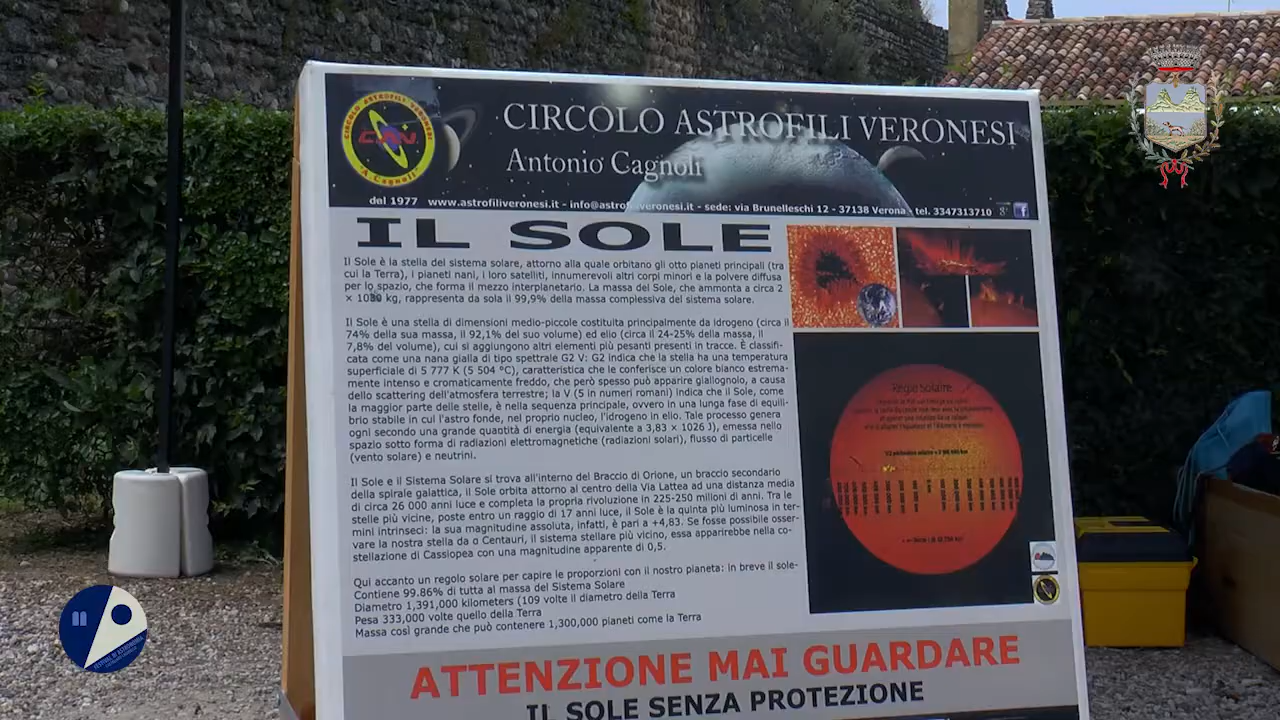 CIRCOLO ASTROFILI VERONESI
"A Cagnoli"
C.A.V.
CIRCOLO ASTROFILI VERONESI
Antonio Cagnoli
del 1977 www.astrofiliveronesi.it - info@astrofiliveronesi.it - sede: via Brunelleschi 12 - 37138 Verona - tel. 3347313710
IL SOLE
Il Sole è la stella del sistema solare, attorno alla quale orbitano gli otto pianeti principali (tra
cui la Terra), i pianeti nani, i loro satelliti, innumerevoli altri corpi minori e la polvere diffusa
per lo spazio, che forma il mezzo interplanetario. La massa del Sole, che ammonta a circa 2
× 1030 kg, rappresenta da sola il 99,9% della massa complessiva del sistema solare.
Il Sole è una stella di dimensioni medio-piccole costituita principalmente da idrogeno (circa il
74% della sua massa, il 92,1% del suo volume) ed elio (circa il 24-25% della massa, il
7,8% del volume), cui si aggiungono altri elementi più pesanti presenti in tracce. È classifi-
cata come una nana gialla di tipo spettrale G2 V: G2 indica che la stella ha una temperatura
superficiale di 5 777 K (5 504 °C), caratteristica che le conferisce un colore bianco estrema-
mente intenso e cromaticamente freddo, che però spesso può apparire giallognolo, a causa
dello scattering dell'atmosfera terrestre; la V (5 in numeri romani) indica che il Sole, come
la maggior parte delle stelle, è nella sequenza principale, ovvero in una lunga fase di equili-
brio stabile in cui l'astro fonde, nel proprio nucleo, l'idrogeno in elio. Tale processo genera
ogni secondo una grande quantità di energia (equivalente a 3,83 × 1026 J), emessa nello
spazio sotto forma di radiazioni elettromagnetiche (radiazioni solari), flusso di particelle
(vento solare) e neutrini.
Il Sole e il Sistema Solare si trova all'interno del Braccio di Orione, un braccio secondario
della spirale galattica, il Sole orbita attorno al centro della Via Lattea ad una distanza media
di circa 26 000 anni luce e completa la propria rivoluzione in 225-250 milioni di anni. Tra le
stelle più vicine, poste entro un raggio di 17 anni luce, il Sole è la quinta più luminosa in ter-
mini intrinseci: la sua magnitudine assoluta, infatti, è pari a +4,83. Se fosse possibile osser-
vare la nostra stella da α Centauri, il sistema stellare più vicino, essa apparirebbe nella co-
stellazione di Cassiopea con una magnitudine apparente di 0,5.
Qui accanto un regolo solare per capire le proporzioni con il nostro pianeta: in breve il sole-
Contiene 99.86% di tutta al massa del Sistema Solare
Diametro 1,391,000 kilometers (109 volte il diametro della Terra
Pesa 333,000 volte quello della Terra
Massa così grande che può contenere 1,300,000 pianeti come la Terra
Regolo Solare
ATTENZIONE MAI GUARDARE
IL SOLE SENZA PROTEZIONE
FESTIVAL DI ASTRONOMIA